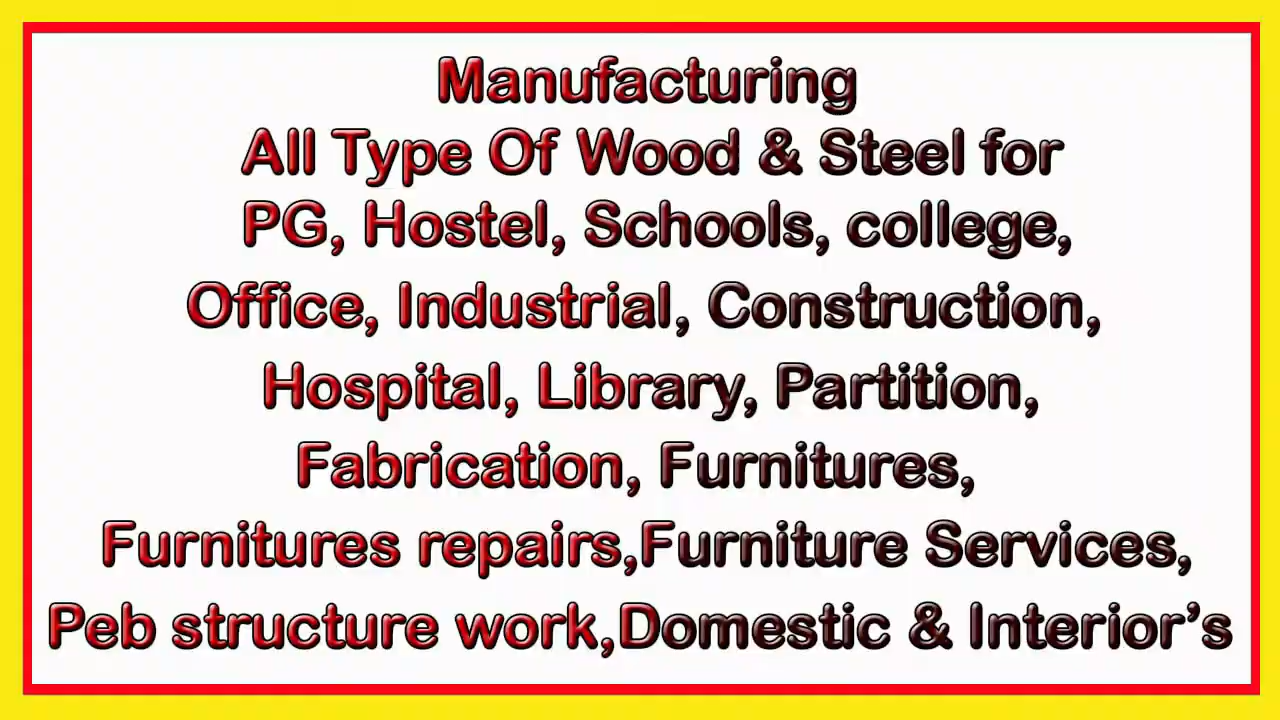 Manufacturing
All Type Of Wood & Steel for
PG, Hostel, Schools, college,
Office, Industrial, Construction,
Hospital, Library, Partition,
Fabrication, Furnitures,
Furnitures repairs,Furniture Services,
Peb structure work,Domestic & Interior’s